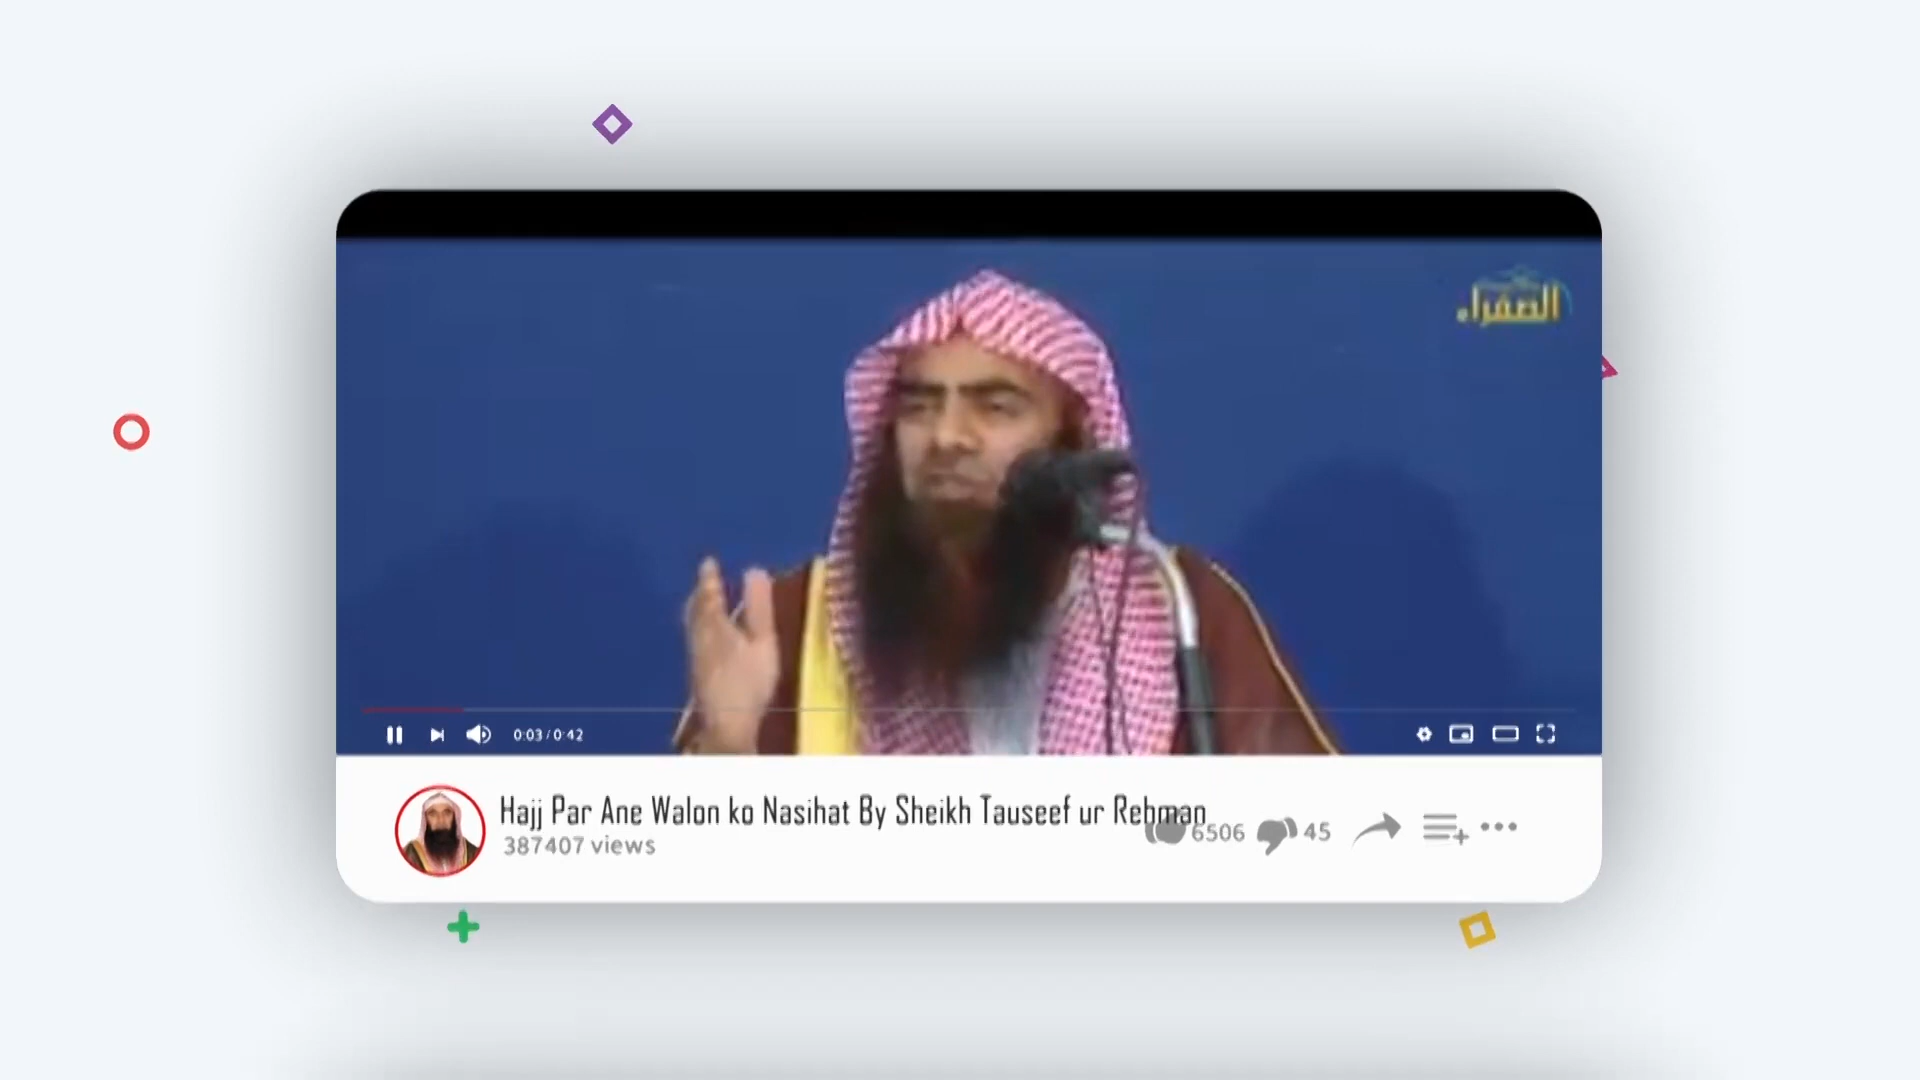 الصفراء
0:03 / 0:42
Hajj Par Ane Walon ko Nasihat By Sheikh Tauseef ur Rehman
387407 views
6506
45